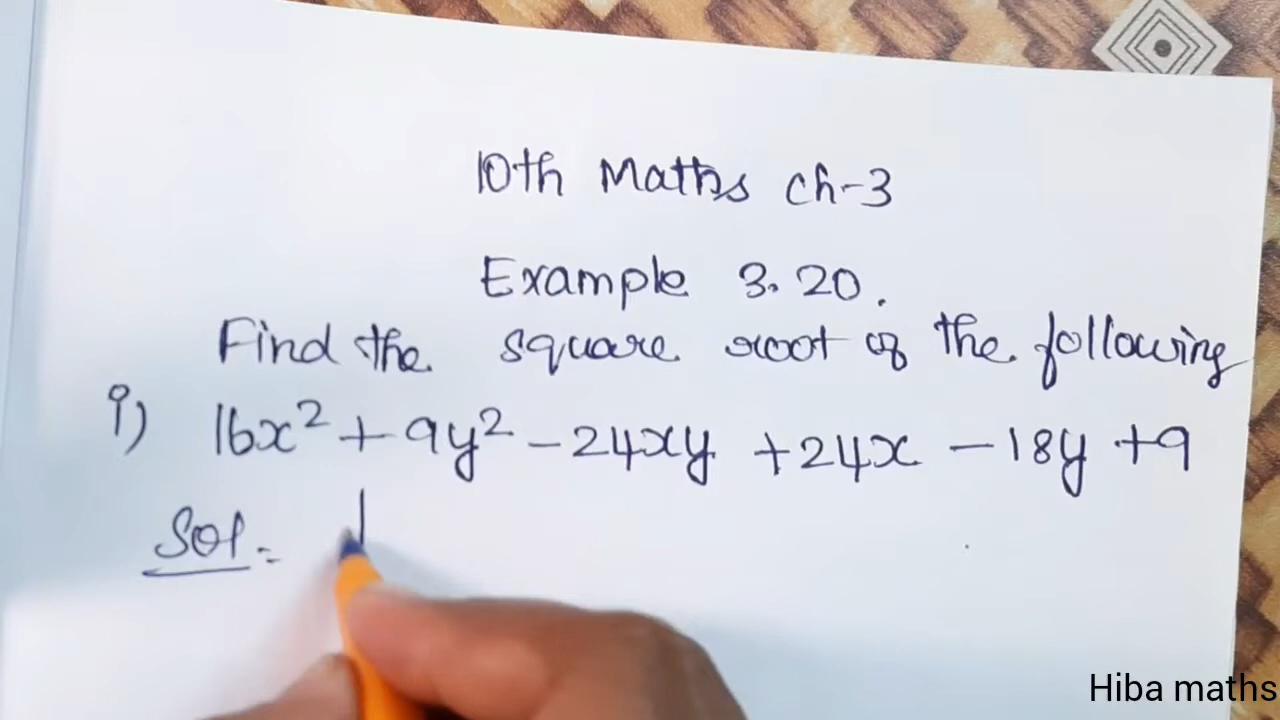 10th Maths Ch-3
Example 3.20.
Find the square root of the following
i) 16x² + 9y² - 24xy + 24x - 18y + 9
Sol.
Hiba maths